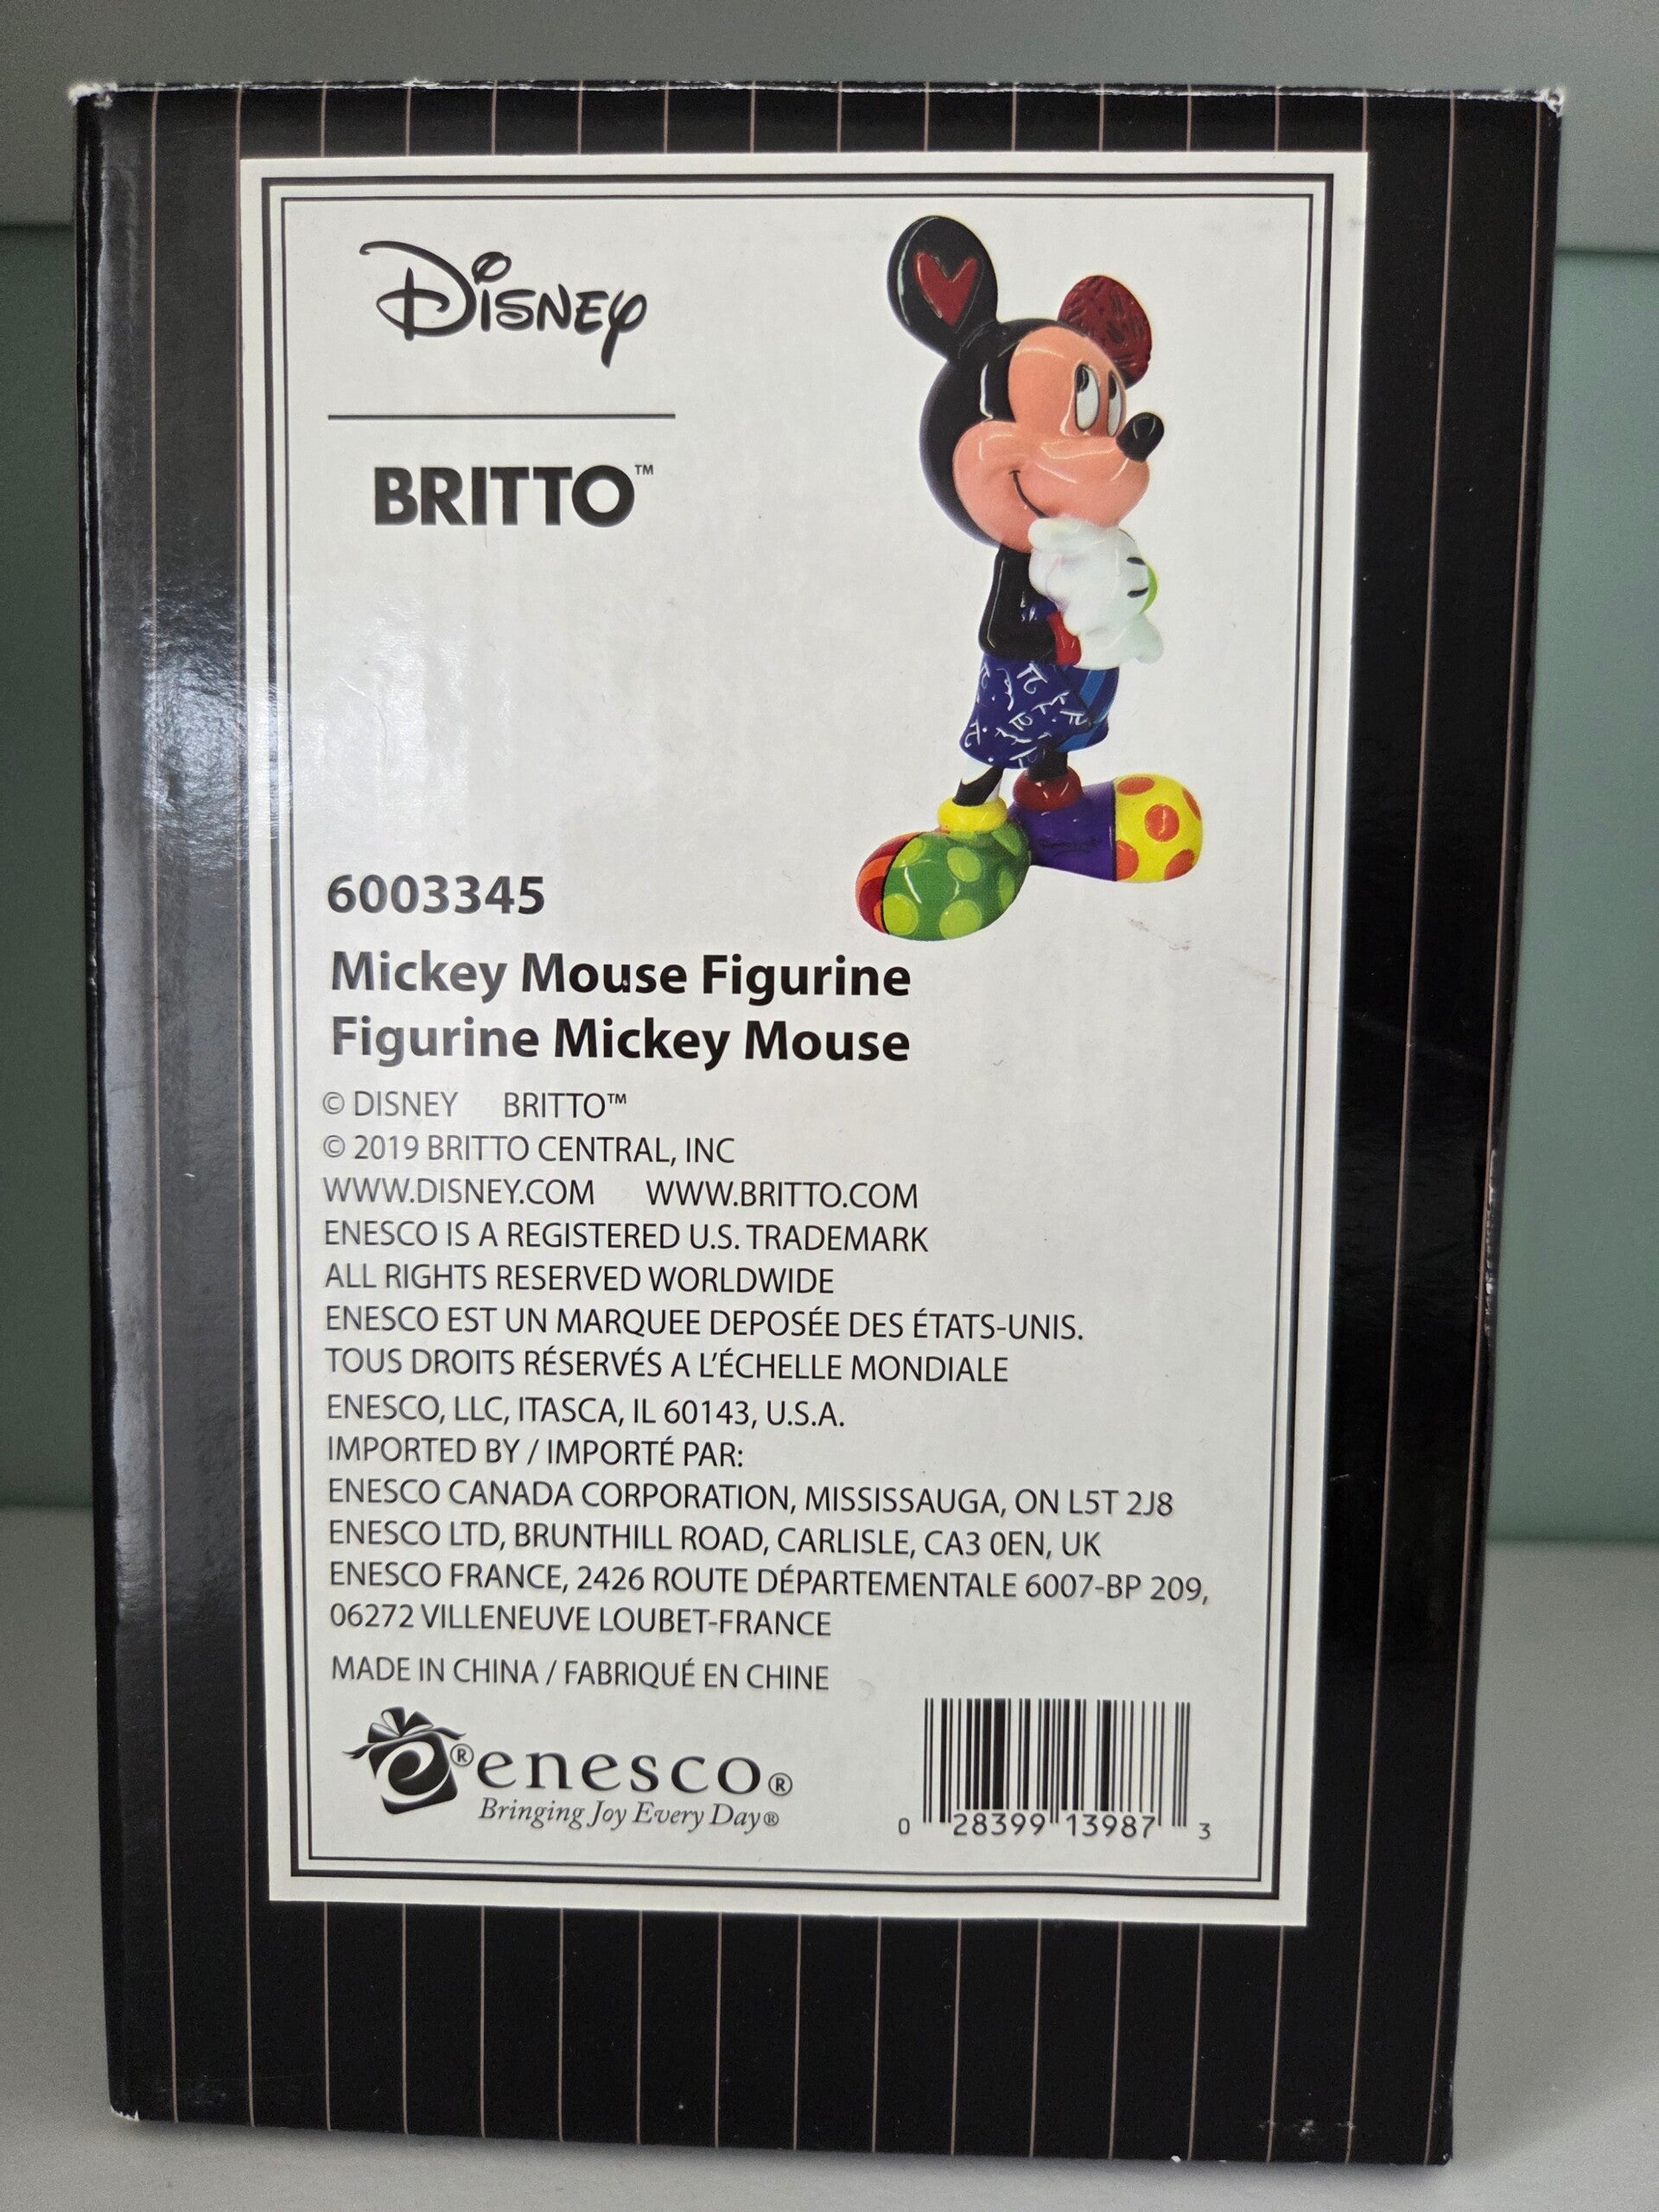 DISNEY
BRITTO™
6003345
Mickey Mouse Figurine
Figurine Mickey Mouse
© DISNEY BRITTO™
© 2019 BRITTO CENTRAL, INC
WWW.DISNEY.COM WWW.BRITTO.COM
ENESCO IS A REGISTERED U.S. TRADEMARK
ALL RIGHTS RESERVED WORLDWIDE
ENESCO EST UN MARQUEE DEPOSÉE DES ÉTATS-UNIS.
TOUS DROITS RÉSERVÉS A L'ÉCHELLE MONDIALE
ENESCO, LLC, ITASCA, IL 60143, U.S.A.
IMPORTED BY / IMPORTÉ PAR:
ENESCO CANADA CORPORATION, MISSISSAUGA, ON L5T 2J8
ENESCO LTD, BRUNTHILL ROAD, CARLISLE, CA3 0EN, UK
ENESCO FRANCE, 2426 ROUTE DÉPARTEMENTALE 6007-BP 209,
06272 VILLENEUVE LOUBET-FRANCE
MADE IN CHINA / FABRIQUÉ EN CHINE
e® enesco®
Bringing Joy Every Day®
0 28399 13987 3